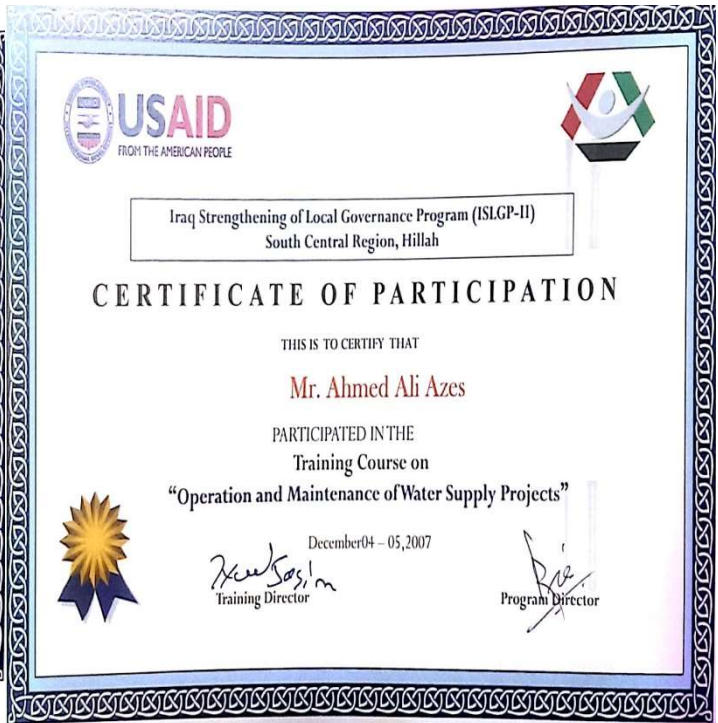 USAID
FROM THE AMERICAN PEOPLE
Iraq Strengthening of Local Governance Program (ISLGP-II)
South Central Region, Hillah
CERTIFICATE OF PARTICIPATION
THIS IS TO CERTIFY THAT
Mr. Ahmed Ali Azes
PARTICIPATED IN THE
Training Course on
“Operation and Maintenance of Water Supply Projects”
December04 – 05,2007
Training Director
Program Director